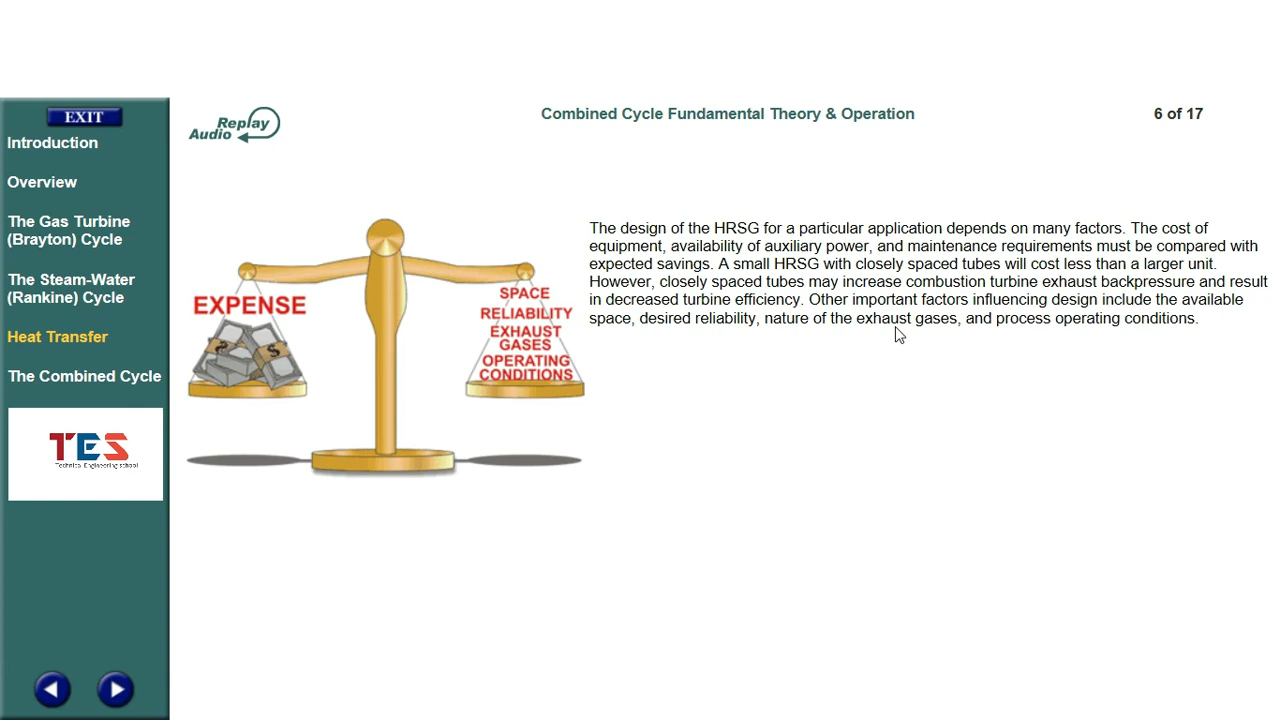 EXIT
Introduction
Overview
The Gas Turbine
(Brayton) Cycle
The Steam-Water
(Rankine) Cycle
Heat Transfer
The Combined Cycle
TES
Technical Engineering school
Replay
Audio
Combined Cycle Fundamental Theory & Operation
6 of 17
EXPENSE
$ $
SPACE
RELIABILITY
EXHAUST
GASES
OPERATING
CONDITIONS
The design of the HRSG for a particular application depends on many factors. The cost of
equipment, availability of auxiliary power, and maintenance requirements must be compared with
expected savings. A small HRSG with closely spaced tubes will cost less than a larger unit.
However, closely spaced tubes may increase combustion turbine exhaust backpressure and result
in decreased turbine efficiency. Other important factors influencing design include the available
space, desired reliability, nature of the exhaust gases, and process operating conditions.